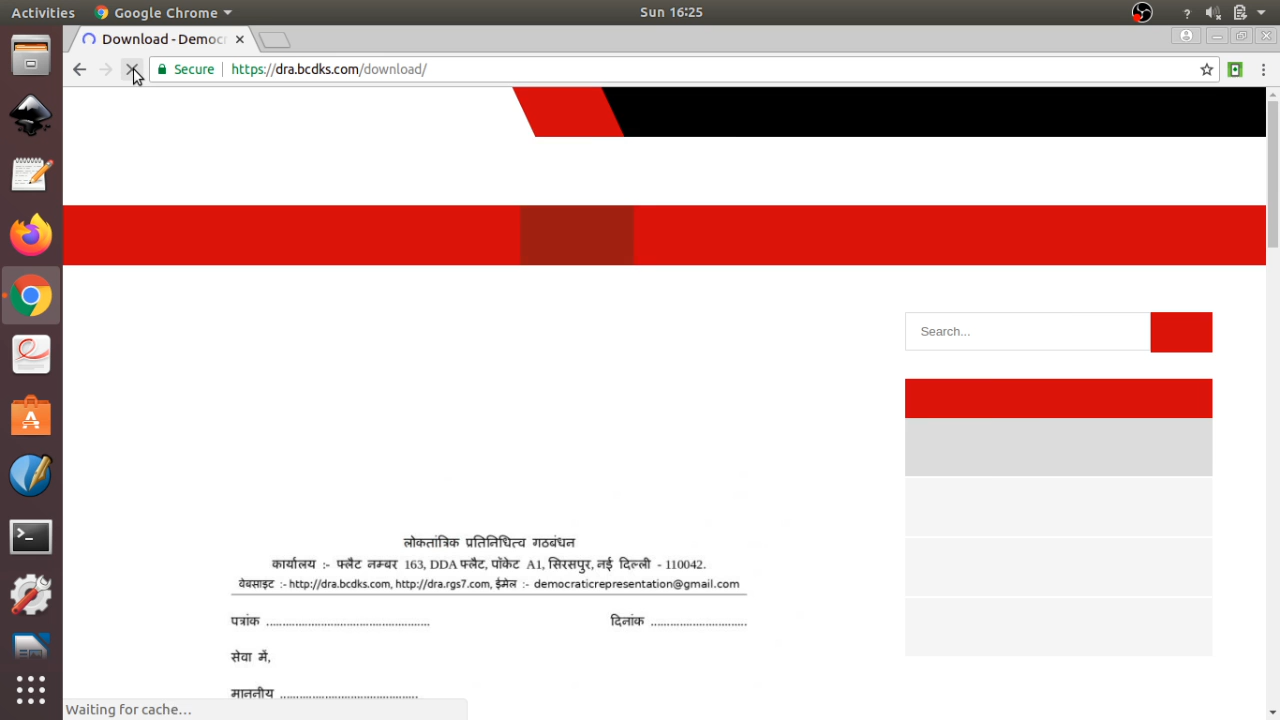 Activities Google Chrome Sun 16:25
Download - Democr
Secure https://dra.bcdks.com/download/
Search...
लोकतांत्रिक प्रतिनिधित्व गठबंधन
कार्यालय :- फ्लैट नम्बर 163, DDA फ्लैट, पॉकेट A1, सिरसपुर, नई दिल्ली - 110042.
वेबसाइट :- http://dra.bcdks.com, http://dra.rgs7.com, ईमेल :- democraticrepresentation@gmail.com
पत्रांक .................................................. दिनांक .............................
सेवा में,
माननीय ..........................................
Waiting for cache...